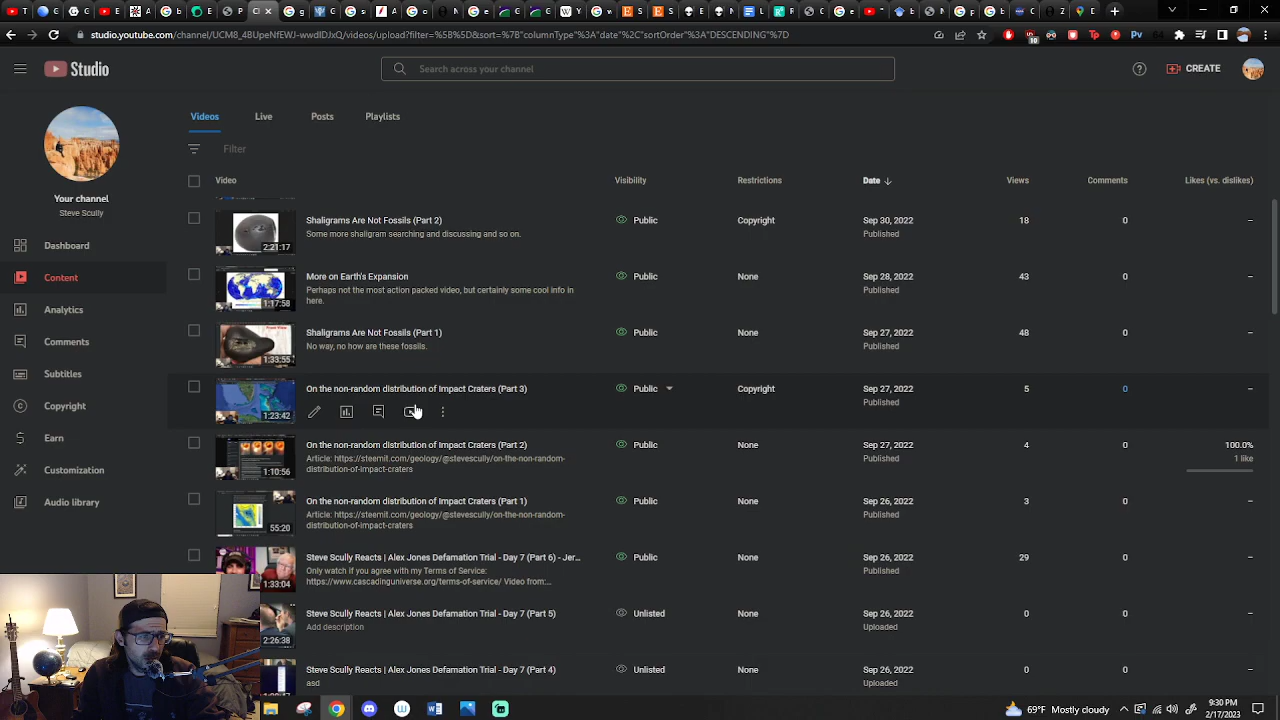 studio.youtube.com/channel/UCM8_4BUpeNfEWJ-wwdIDJxQ/videos/upload?filter=%5B%5D&sort=%7B"columnType"%3A"date"%2C"sortOrder"%3A"DESCENDING"%7D
10
Studio
Search across your channel
CREATE
Videos
Live
Posts
Playlists
Filter
Video
Visibility
Restrictions
Date
Views
Comments
Likes (vs. dislikes)
Your channel
Steve Scully
Dashboard
Content
Analytics
Comments
Subtitles
Copyright
Earn
Customization
Audio library
2:21:17
Shaligrams Are Not Fossils (Part 2)
Some more shaligram searching and discussing and so on.
Public
Copyright
Sep 30, 2022
Published
18
0
–
1:17:58
More on Earth's Expansion
Perhaps not the most action packed video, but certainly some cool info in
here.
Public
None
Sep 28, 2022
Published
43
0
–
1:33:55
Shaligrams Are Not Fossils (Part 1)
No way, no how are these fossils.
Public
None
Sep 27, 2022
Published
48
0
–
1:23:42
On the non-random distribution of Impact Craters (Part 3)
Public
Copyright
Sep 27, 2022
Published
5
0
–
1:10:56
On the non-random distribution of Impact Craters (Part 2)
Article: https://steemit.com/geology/@stevescully/on-the-non-random-
distribution-of-impact-craters
Public
None
Sep 26, 2022
Published
4
0
100.0%
1 like
55:20
On the non-random distribution of Impact Craters (Part 1)
Article: https://steemit.com/geology/@stevescully/on-the-non-random-
distribution-of-impact-craters
Public
None
Sep 26, 2022
Published
3
0
–
1:33:04
Steve Scully Reacts | Alex Jones Defamation Trial - Day 7 (Part 6) - Jer...
Only watch If you agree with my Terms of Service:
https://www.cascadinguniverse.org/terms-of-service/ Video from:...
Public
None
Sep 26, 2022
Published
29
0
–
2:26:38
Steve Scully Reacts | Alex Jones Defamation Trial - Day 7 (Part 5)
Add description
Unlisted
None
Sep 26, 2022
Uploaded
0
0
–
Steve Scully Reacts | Alex Jones Defamation Trial - Day 7 (Part 4)
asd
Unlisted
None
Sep 26, 2022
Uploaded
0
0
–
69°F
Mostly cloudy
9:30 PM
2/17/2023